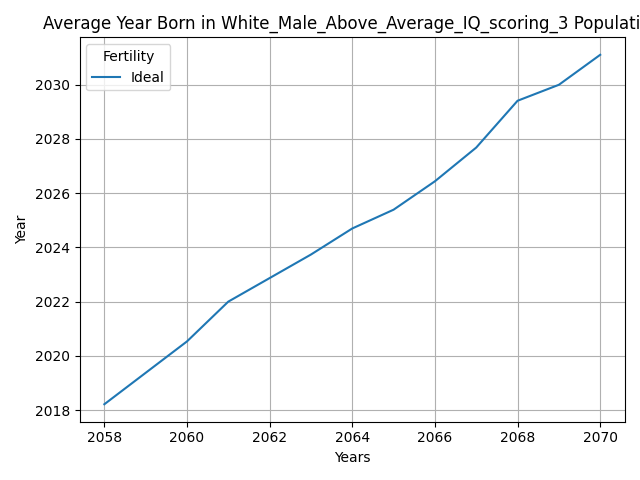 Average Year Born in White_Male_Above_Average_IQ_scoring_3 Populati
Fertility
Ideal
2030
2028
2026
2024
2022
2020
2018
Year
2058 2060 2062 2064 2066 2068 2070
Years